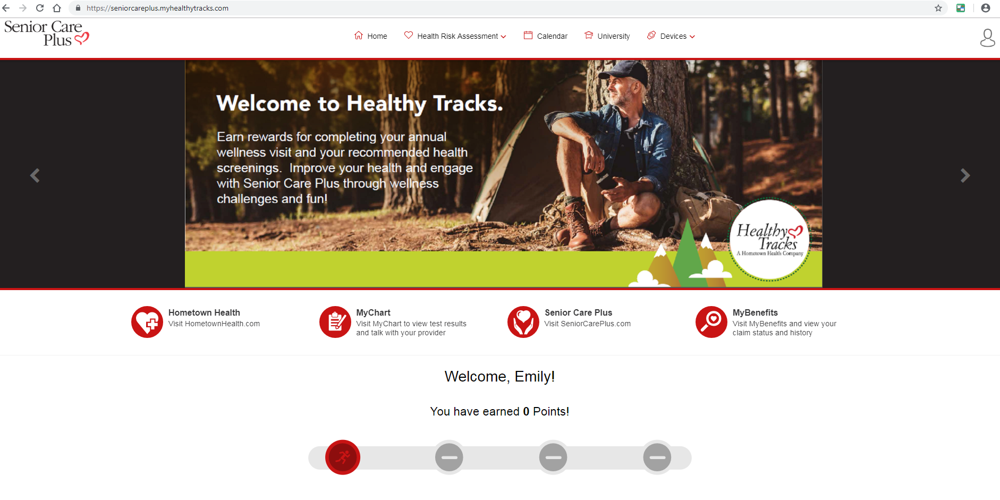 https://seniorcareplus.myhealthytracks.com
Senior Care
Plus
Home
Health Risk Assessment
Calendar
University
Devices
Welcome to Healthy Tracks.
Earn rewards for completing your annual
wellness visit and your recommended health
screenings.  Improve your health and engage
with Senior Care Plus through wellness
challenges and fun!
Healthy
Tracks
A Hometown Health Company
Hometown Health
Visit HometownHealth.com
MyChart
Visit MyChart to view test results
and talk with your provider
Senior Care Plus
Visit SeniorCarePlus.com
MyBenefits
Visit MyBenefits and view your
claim status and history
Welcome, Emily!
You have earned 0 Points!